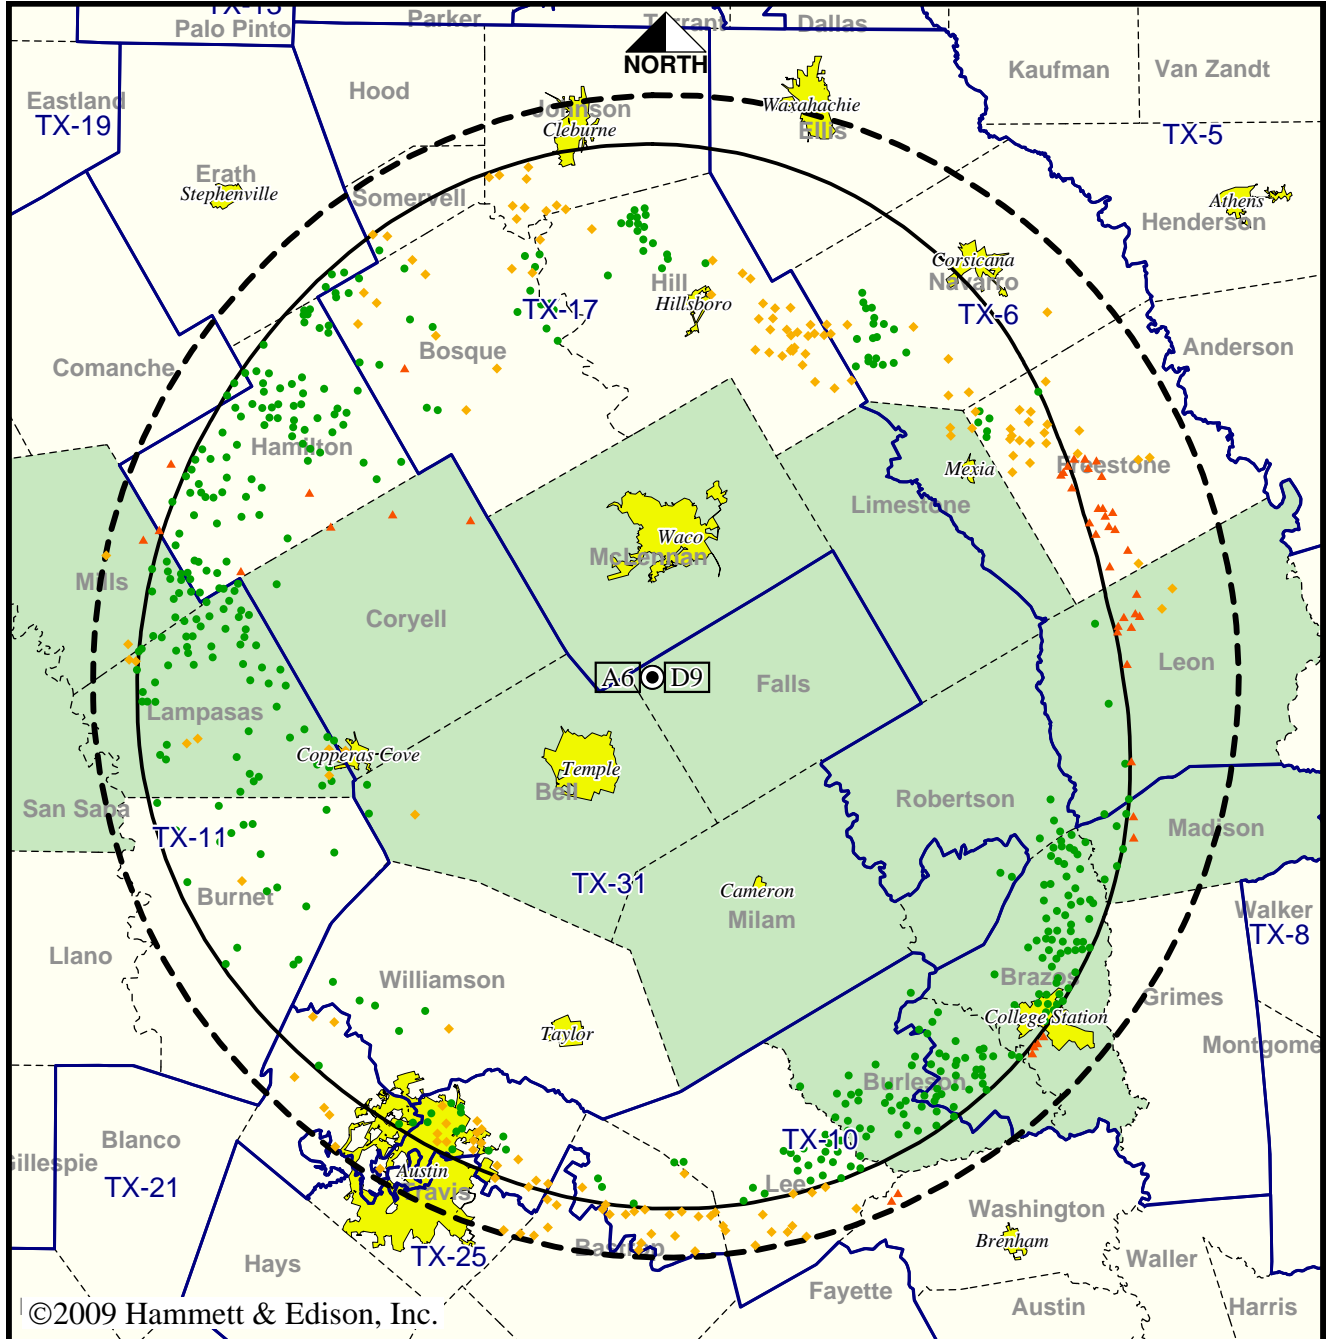 TX-13
Palo Pinto
Parker
Tarrant
Dallas
NORTH
Kaufman
Van Zandt
Eastland
TX-19
Hood
Johnson
Cleburne
Waxahachie
Ellis
TX-5
Erath
Stephenville
Somervell
Athens
Henderson
Corsicana
Navarro
TX-6
Hill
Hillsboro
TX-17
Bosque
Comanche
Anderson
Hamilton
Mexia
Freestone
Limestone
Waco
McLennan
Mills
Coryell
A6
D9
Falls
Leon
Lampasas
Copperas Cove
Temple
Bell
San Saba
TX-11
Robertson
Madison
TX-31
Burnet
Cameron
Milam
Walker
TX-8
Llano
Williamson
Brazos
Grimes
College Station
Taylor
Montgome
Burleson
Blanco
Gillespie
TX-21
TX-10
Austin
Travis
Lee
Washington
Brenham
TX-25
Bastrop
Hays
Waller
Fayette
Austin
Harris
©2009 Hammett & Edison, Inc.